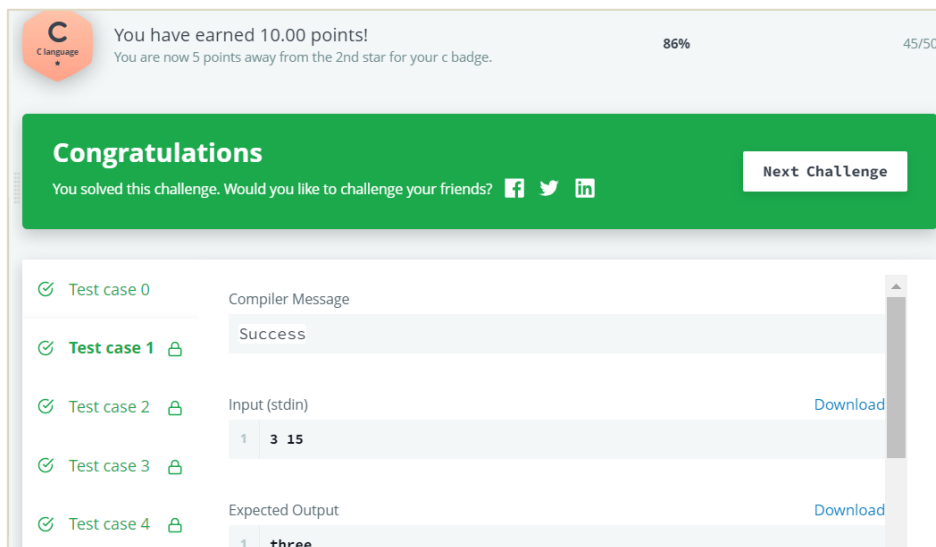 C
C language
You have earned 10.00 points!
You are now 5 points away from the 2nd star for your c badge.
86%
45/50
Congratulations
You solved this challenge. Would you like to challenge your friends?
Next Challenge
Test case 0
Test case 1
Test case 2
Test case 3
Test case 4
Compiler Message
Success
Input (stdin)
Download
1 3 15
Expected Output
Download
1 three